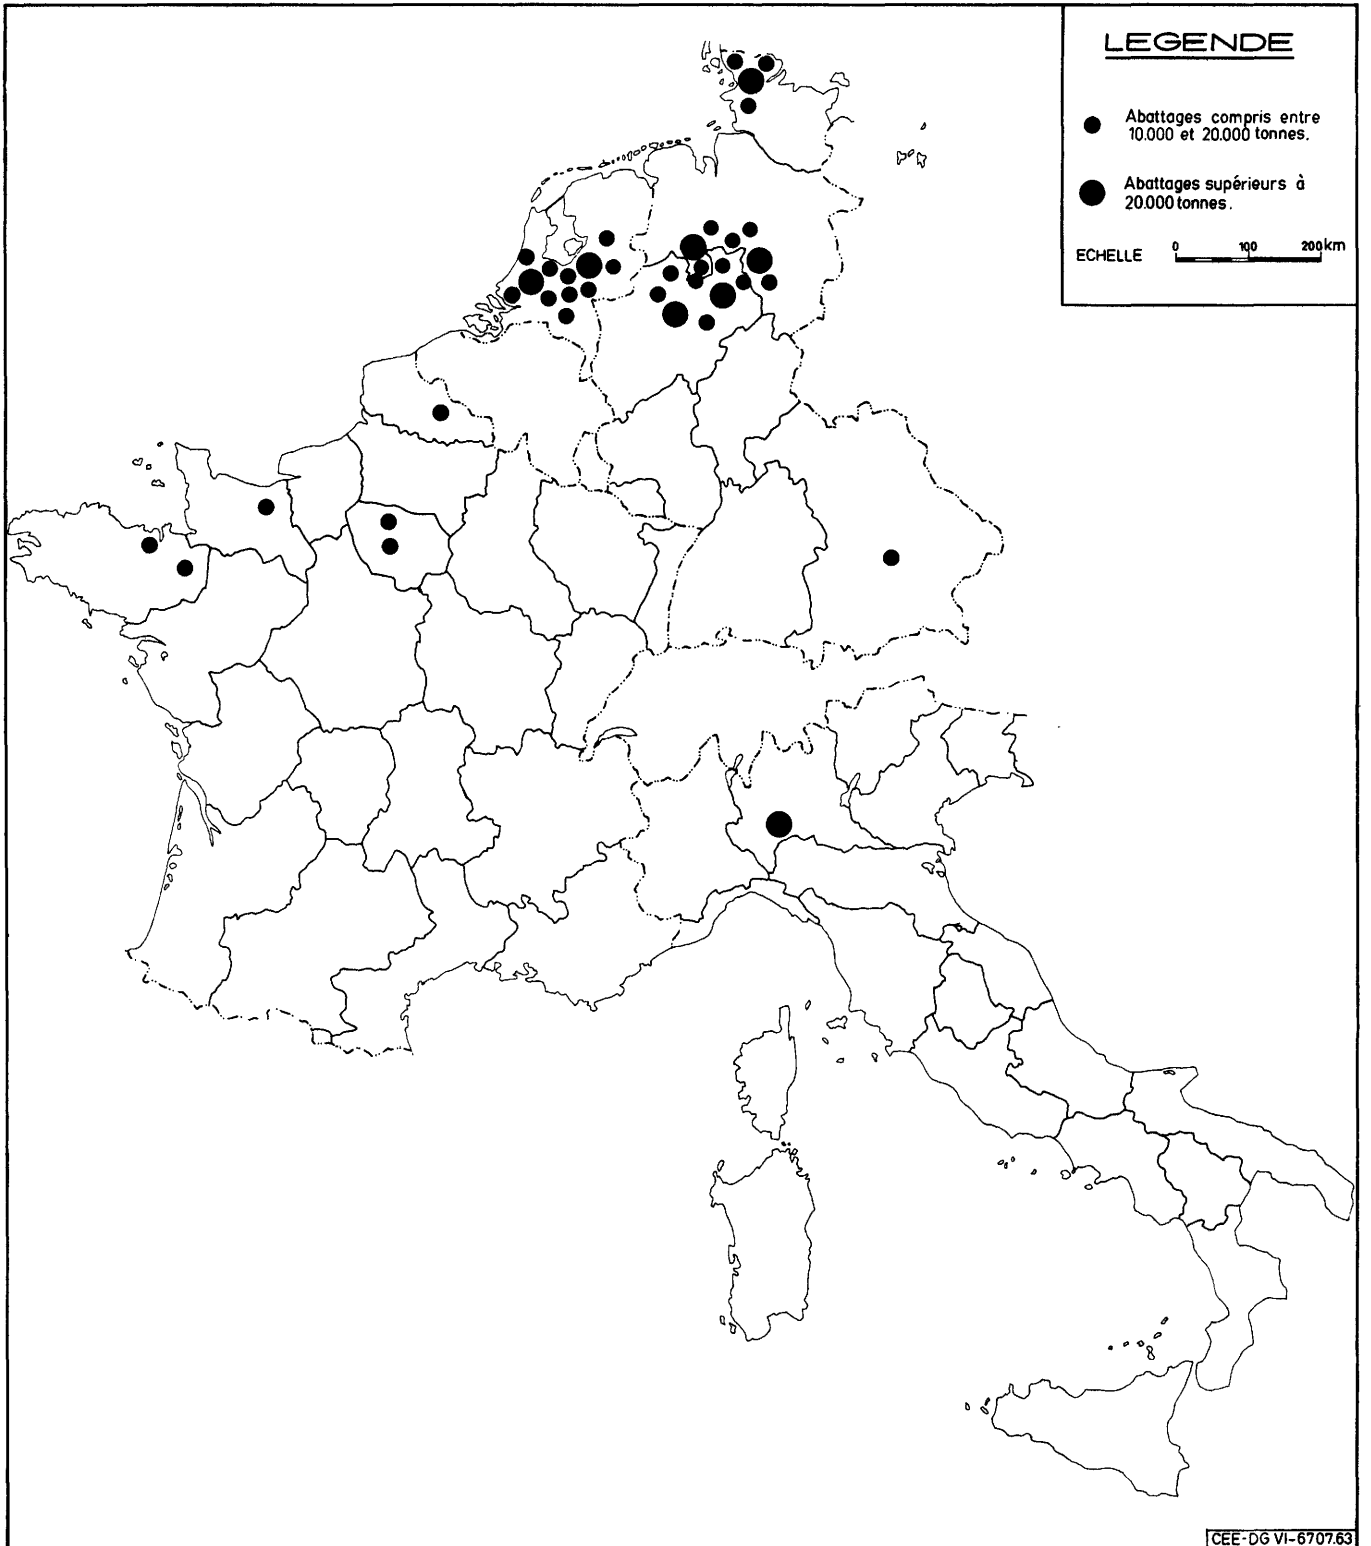 LEGENDE
Abattages compris entre
10.000 et 20.000 tonnes.
Abattages supérieurs à
20.000 tonnes.
ECHELLE 0 100 200km
CEE-DG VI-6707.63